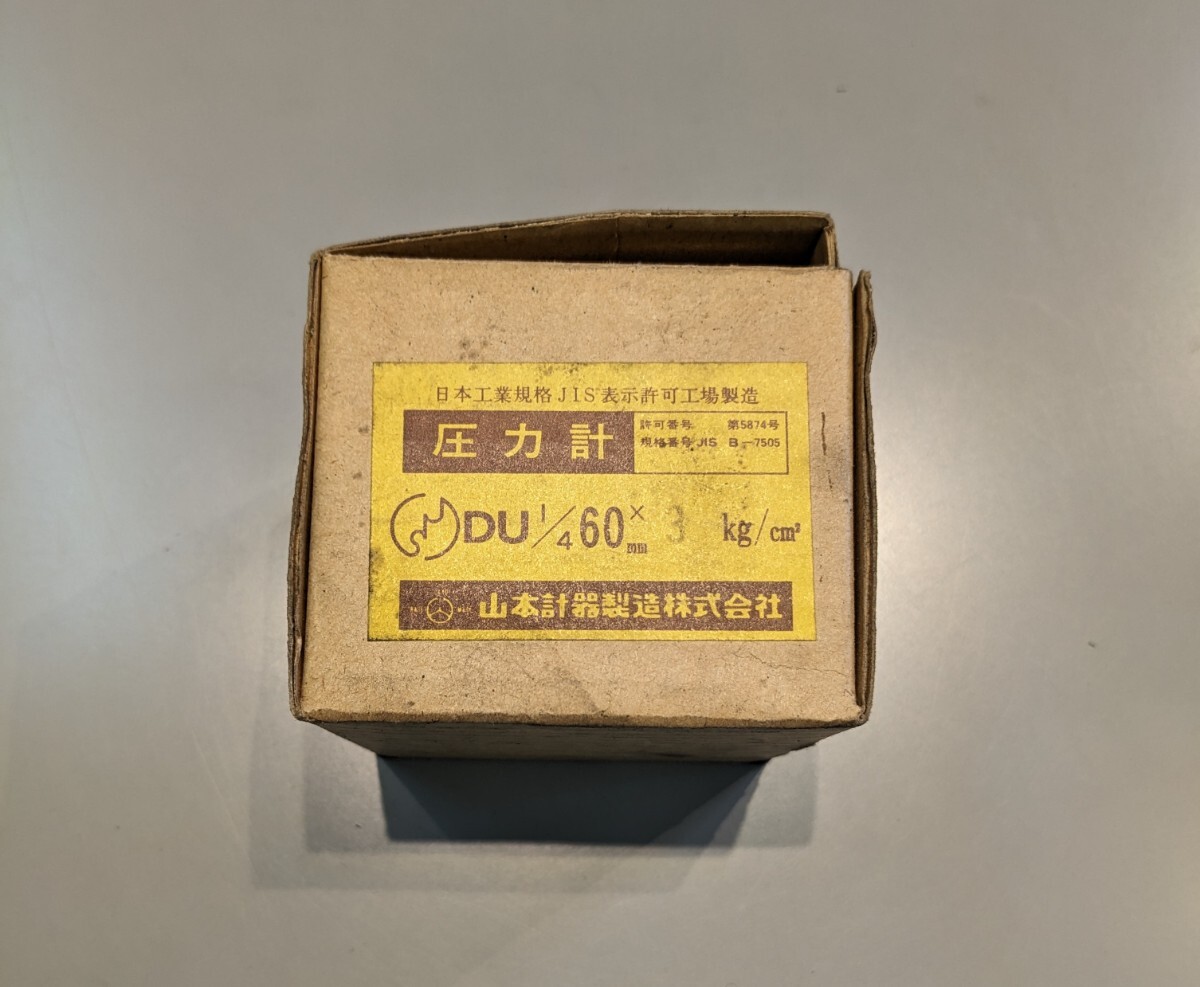 日本工業規格JIS表示許可工場製造
圧力計
許可番号. 第5874号
規格番号 JIS B-7505
DU 1/4 60mm × 3 kg/cm²
山本計器製造株式会社